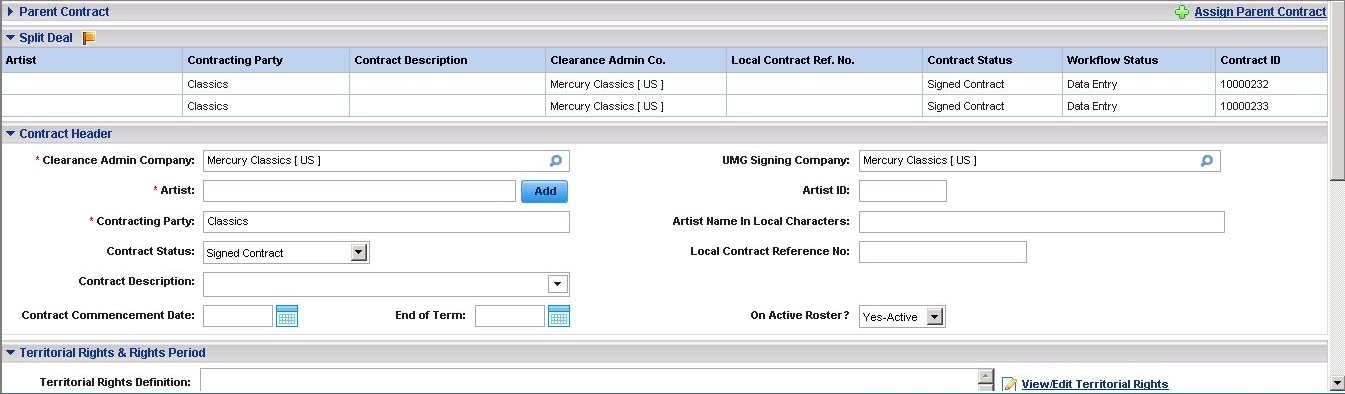 Parent Contract Assign Parent Contract
Split Deal
Artist Contracting Party Contract Description Clearance Admin Co. Local Contract Ref. No. Contract Status Workflow Status Contract ID
Classics Mercury Classics [ US ] Signed Contract Data Entry 10000232
Classics Mercury Classics [ US ] Signed Contract Data Entry 10000233
Contract Header
* Clearance Admin Company: Mercury Classics [ US ] UMG Signing Company: Mercury Classics [ US ]
* Artist: Add Artist ID:
* Contracting Party: Classics Artist Name In Local Characters:
Contract Status: Signed Contract Local Contract Reference No:
Contract Description:
Contract Commencement Date: End of Term: On Active Roster? Yes-Active
Territorial Rights & Rights Period
Territorial Rights Definition: View/Edit Territorial Rights